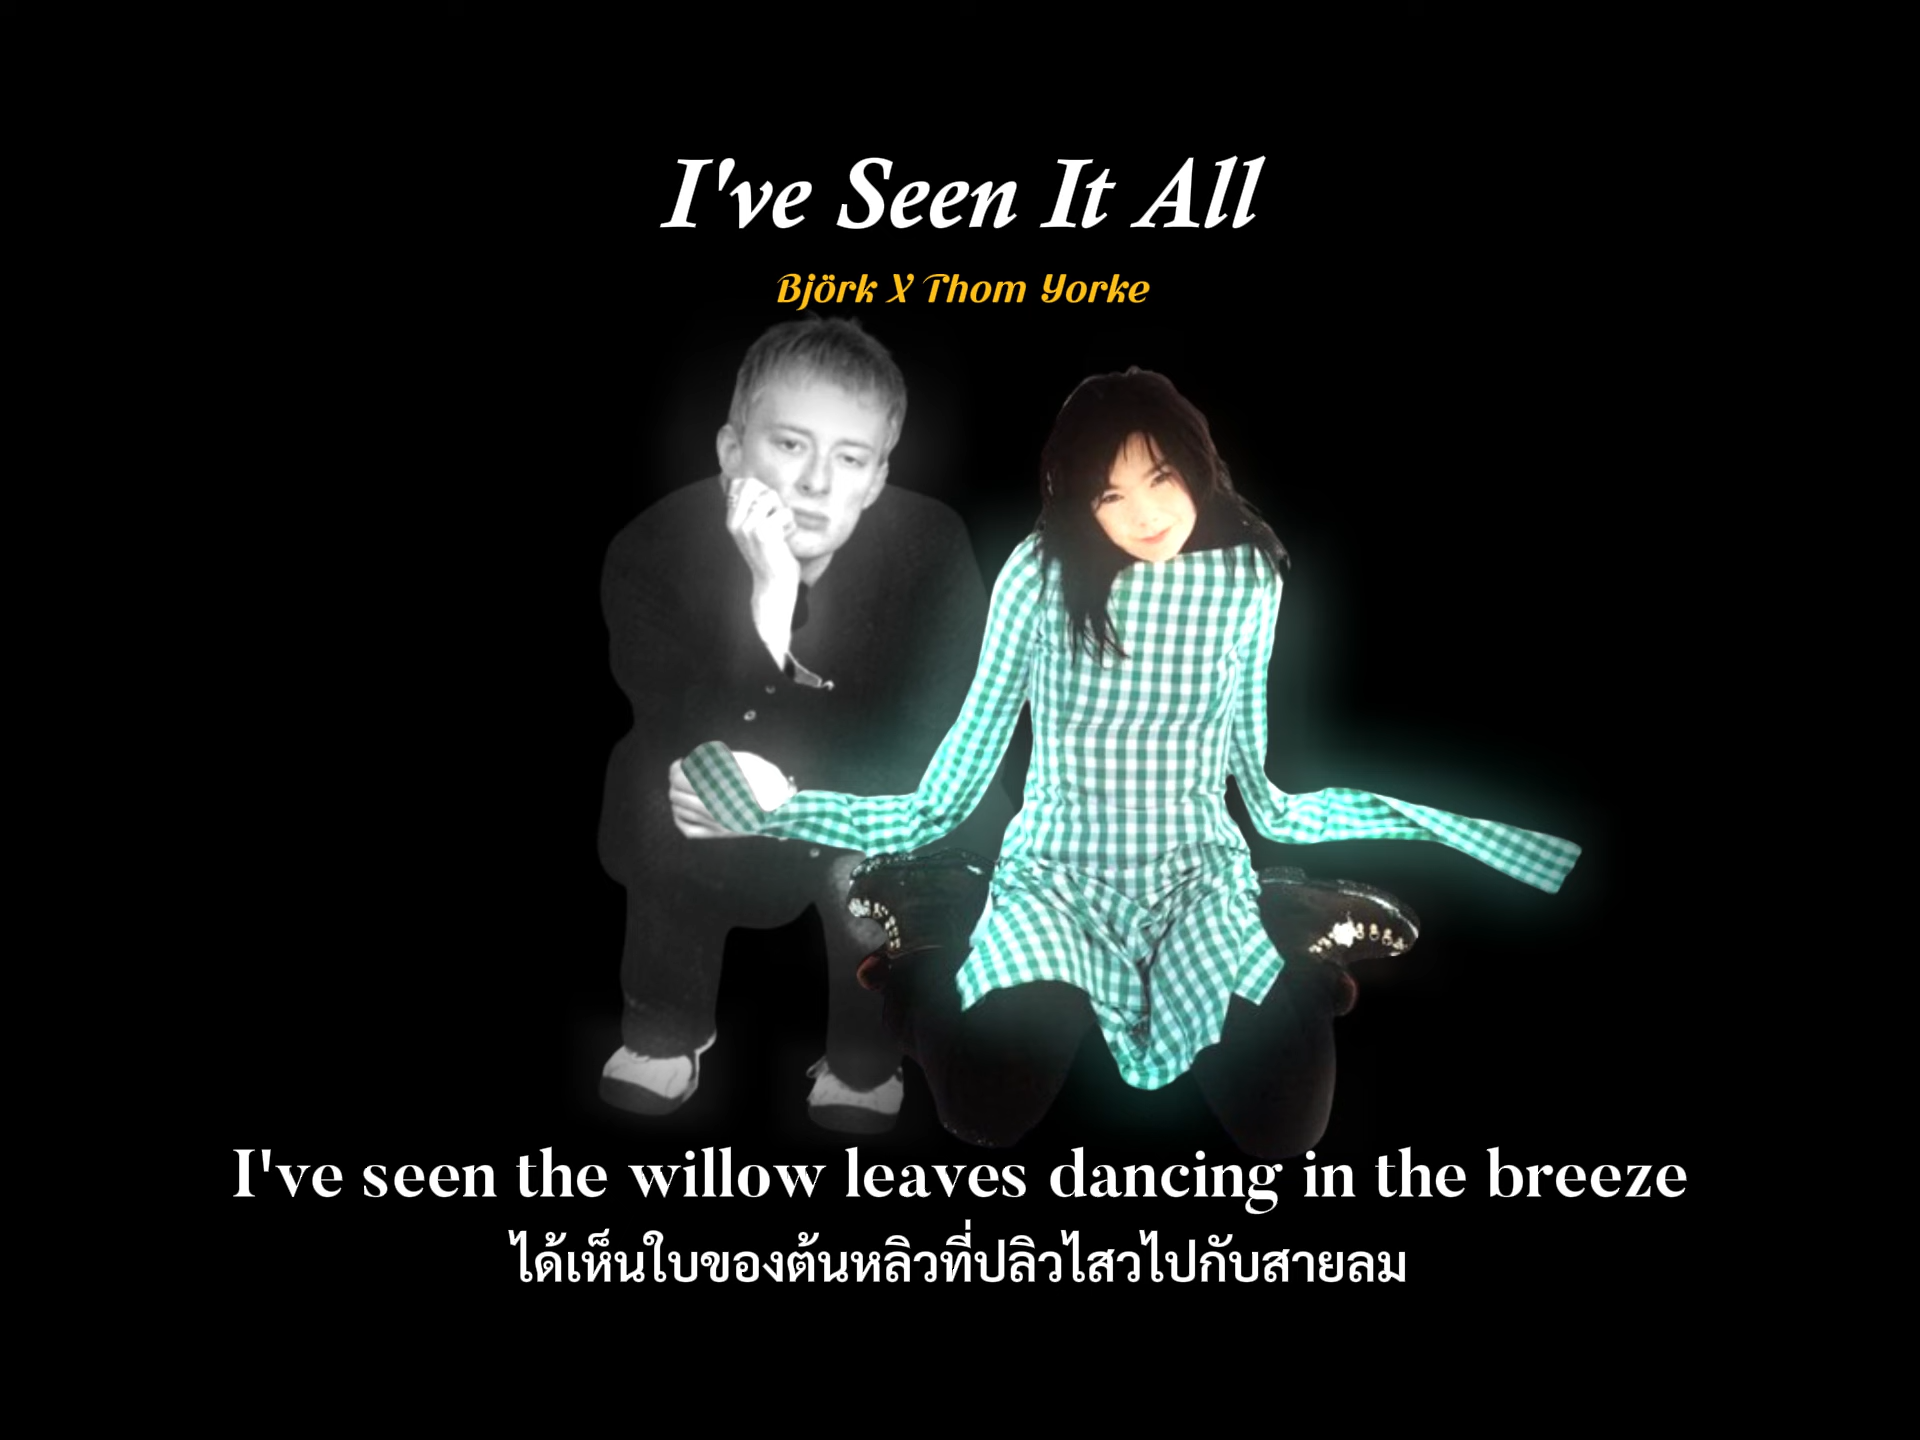 I've Seen It All
Björk X Thom Yorke
I've seen the willow leaves dancing in the breeze
ได้เห็นใบของต้นหลิวที่ปลิวไสวไปกับสายลม